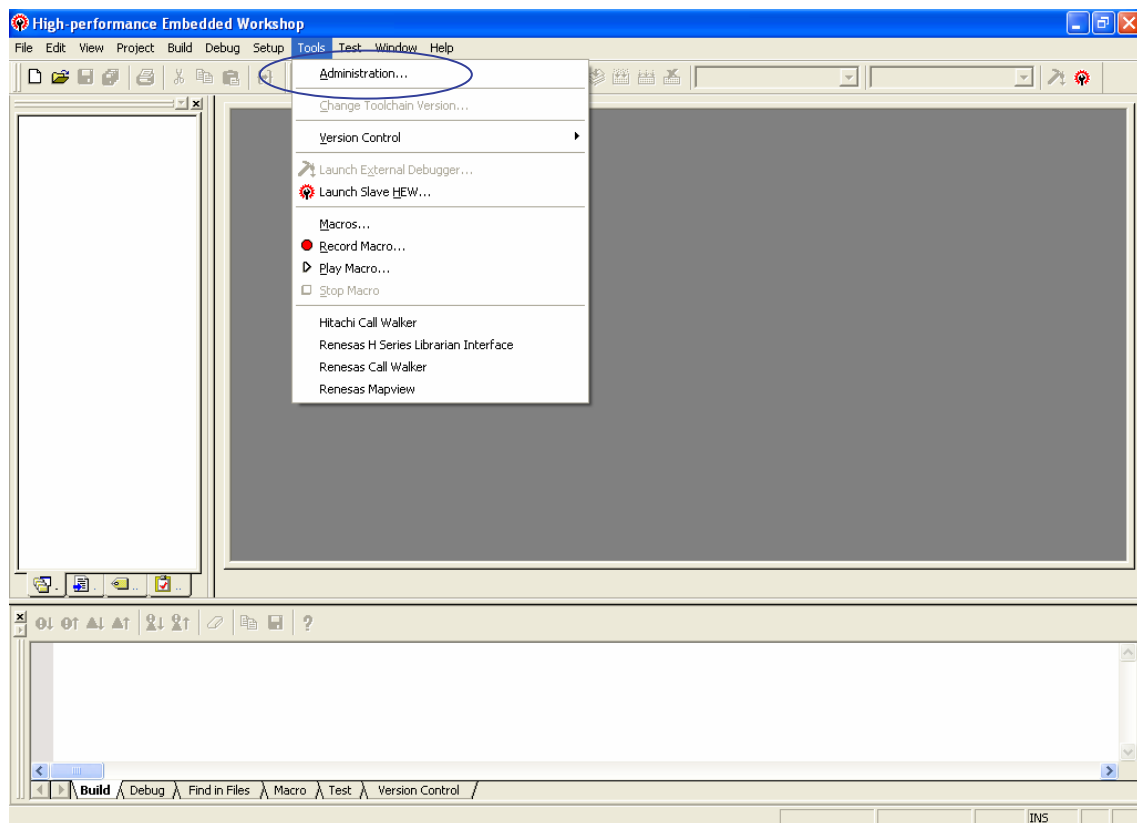 High-performance Embedded Workshop
File Edit View Project Build Debug Setup Tools Test Window Help
Administration...
Change Toolchain Version...
Version Control
Launch External Debugger...
Launch Slave HEW...
Macros...
Record Macro...
Play Macro...
Stop Macro
Hitachi Call Walker
Renesas H Series Librarian Interface
Renesas Call Walker
Renesas Mapview
Build Debug Find in Files Macro Test Version Control
INS